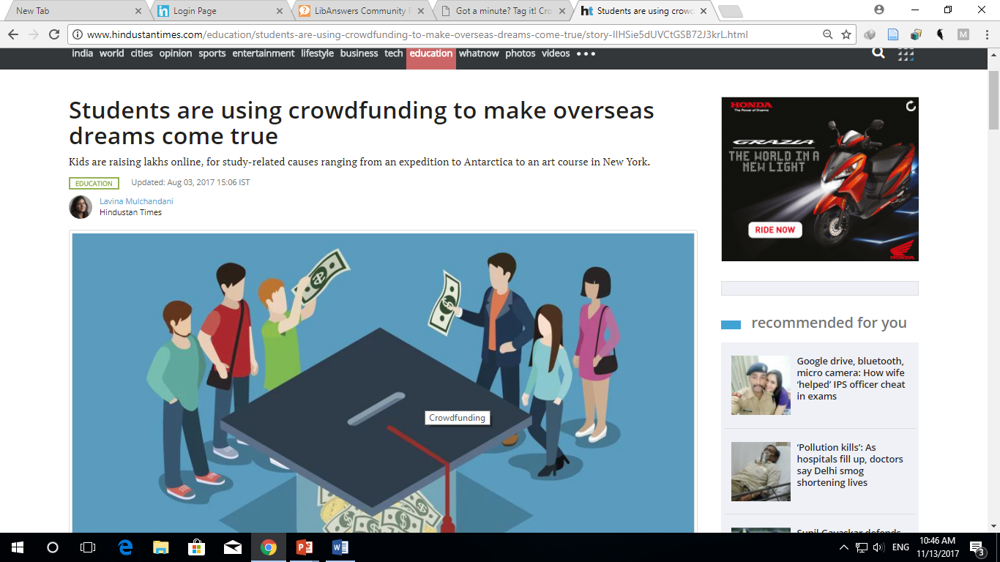 New Tab
Login Page
LibAnswers Community
Got a minute? Tag it! Cro
Students are using crowd
www.hindustantimes.com/education/students-are-using-crowdfunding-to-make-overseas-dreams-come-true/story-IlHSie5dUVCtGSB72J3krL.html
india world cities opinion sports entertainment lifestyle business tech education whatnow photos videos
Students are using crowdfunding to make overseas
dreams come true
Kids are raising lakhs online, for study-related causes ranging from an expedition to Antarctica to an art course in New York.
EDUCATION Updated: Aug 03, 2017 15:06 IST
Lavina Mulchandani
Hindustan Times
Crowdfunding
HONDA
The Power of Dreams
GRAZIA
THE WORLD IN A
NEW LIGHT
RIDE NOW
HONDA
recommended for you
Google drive, bluetooth,
micro camera: How wife
‘helped’ IPS officer cheat
in exams
‘Pollution kills’: As
hospitals fill up, doctors
say Delhi smog
shortening lives
Sunil Gavaskar defends
ENG
10:46 AM
11/13/2017
3